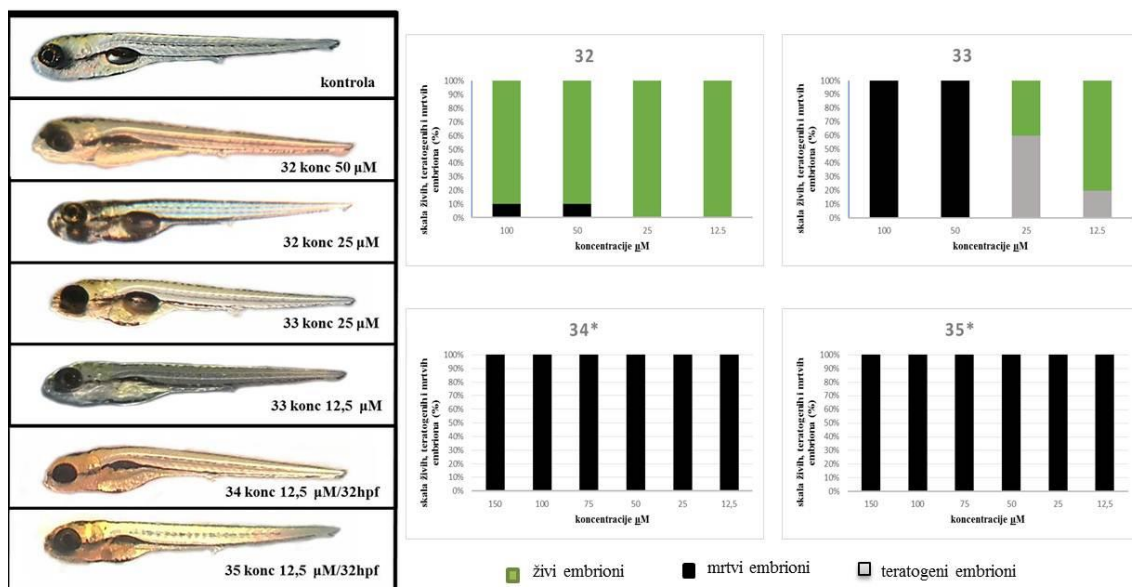 kontrola
32 konc 50 µM
32 konc 25 µM
33 konc 25 µM
33 konc 12,5 µM
34 konc 12,5 µM/32hpf
35 konc 12,5 µM/32hpf
32
skala živih, teratogenih i mrtvih
embriona (%)
100%
90%
80%
70%
60%
50%
40%
30%
20%
10%
0%
100 50 25 12.5
koncentracije µM
33
skala živih, teratogenih i mrtvih
embriona (%)
100%
90%
80%
70%
60%
50%
40%
30%
20%
10%
0%
100 50 25 12.5
koncentracije µM
34*
skala živih, teratogenih i mrtvih
embriona (%)
100%
90%
80%
70%
60%
50%
40%
30%
20%
10%
0%
150 100 75 50 25 12,5
koncentracije µM
35*
skala živih, teratogenih i mrtvih
embriona (%)
100%
90%
80%
70%
60%
50%
40%
30%
20%
10%
0%
150 100 75 50 25 12,5
koncentracije µM
živi embrioni mrtvi embrioni teratogeni embrioni